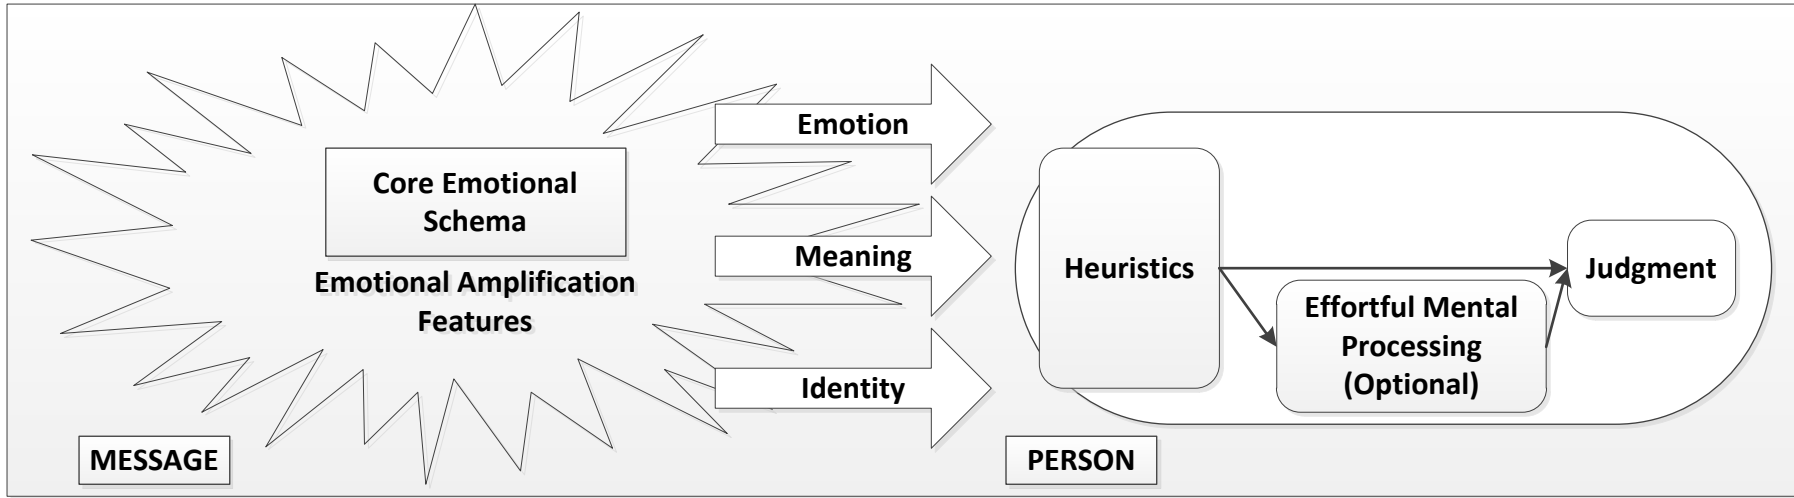 Core Emotional
Schema
Emotional Amplification
Features
MESSAGE
Emotion
Meaning
Identity
Heuristics
Effortful Mental
Processing
(Optional)
Judgment
PERSON